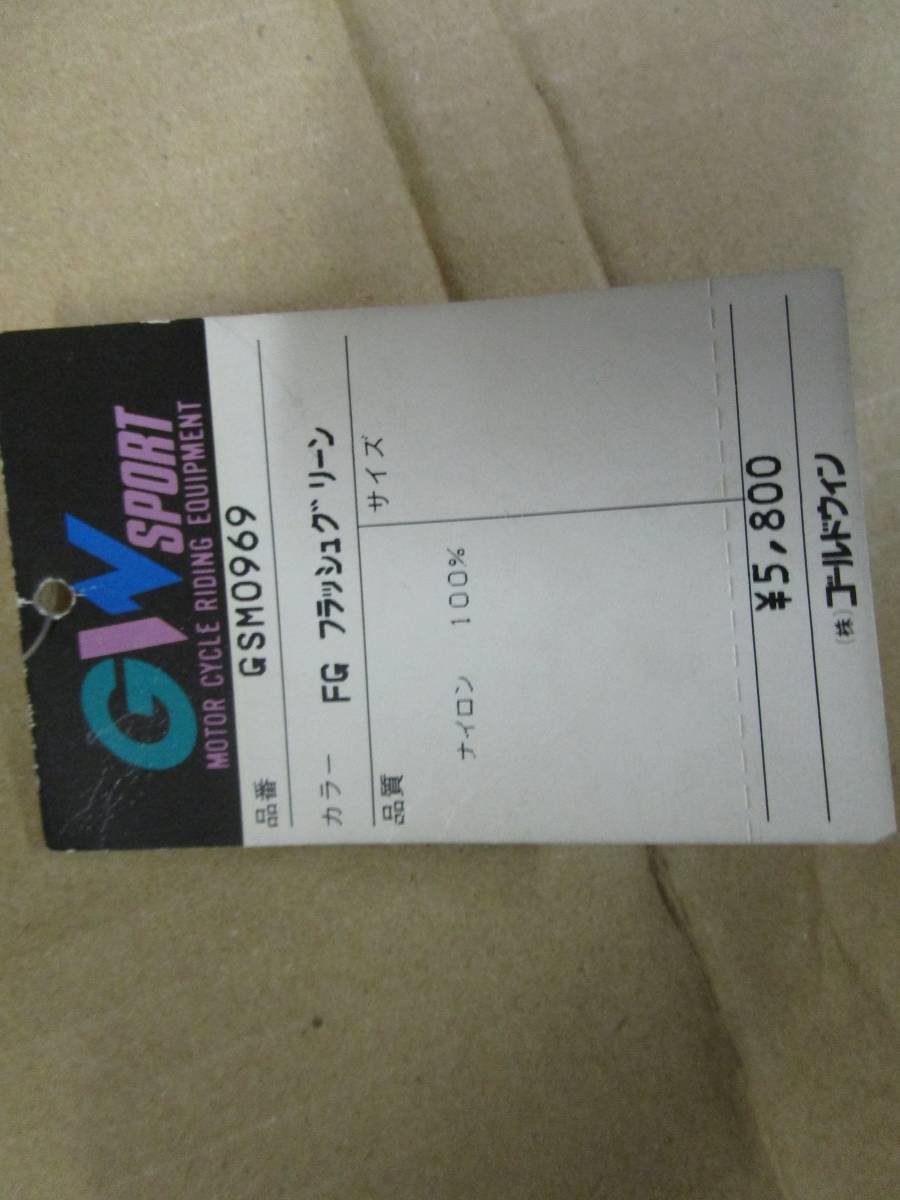 GW SPORT
MOTOR CYCLE RIDING EQUIPMENT
品番 GSM0969
カラー FG フラッシュグリーン
品質 サイズ
ナイロン 100%
¥5,800
(株)ゴールドウイン